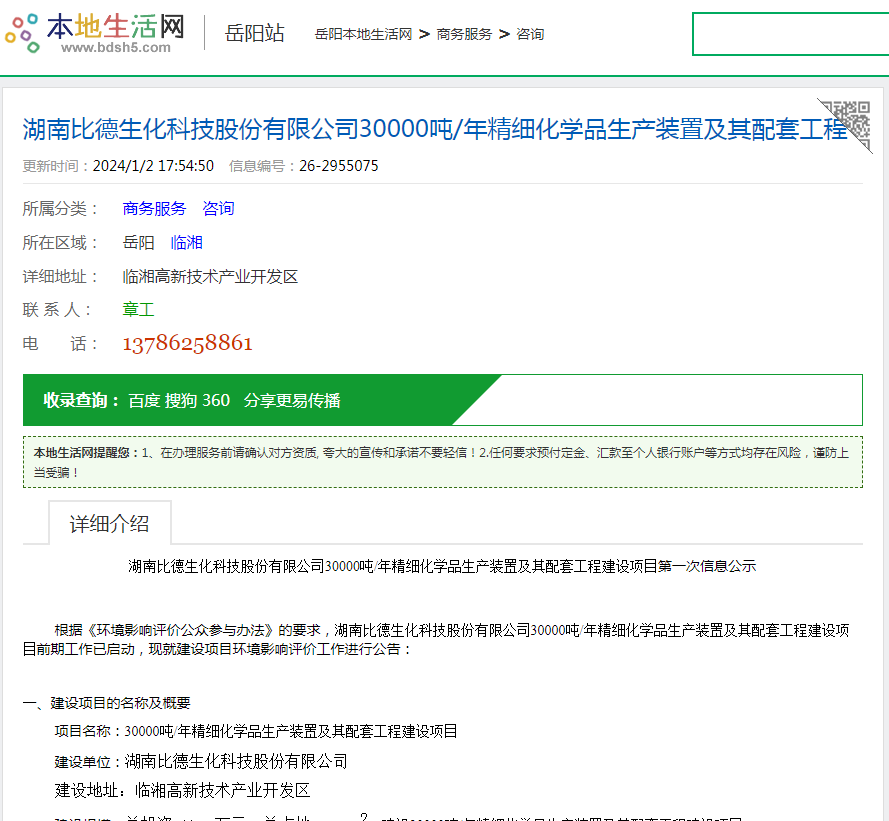 本地生活网
www.bdsh5.com
岳阳站
岳阳本地生活网 > 商务服务 > 咨询
湖南比德生化科技股份有限公司30000吨/年精细化学品生产装置及其配套工程
更新时间：2024/1/2 17:54:50 信息编号：26-2955075
所属分类： 商务服务 咨询
所在区域： 岳阳 临湘
详细地址： 临湘高新技术产业开发区
联 系 人： 章工
电 话： 13786258861
收录查询： 百度 搜狗 360 分享更易传播
本地生活网提醒您：1、在办理服务前请确认对方资质, 夸大的宣传和承诺不要轻信！2.任何要求预付定金、汇款至个人银行账户等方式均存在风险，谨防上
当受骗！
详细介绍
湖南比德生化科技股份有限公司30000吨/年精细化学品生产装置及其配套工程建设项目第一次信息公示
根据《环境影响评价公众参与办法》的要求，湖南比德生化科技股份有限公司30000吨/年精细化学品生产装置及其配套工程建设项
目前期工作已启动，现就建设项目环境影响评价工作进行公告：
一、建设项目的名称及概要
项目名称：30000吨/年精细化学品生产装置及其配套工程建设项目
建设单位：湖南比德生化科技股份有限公司
建设地址：临湘高新技术产业开发区